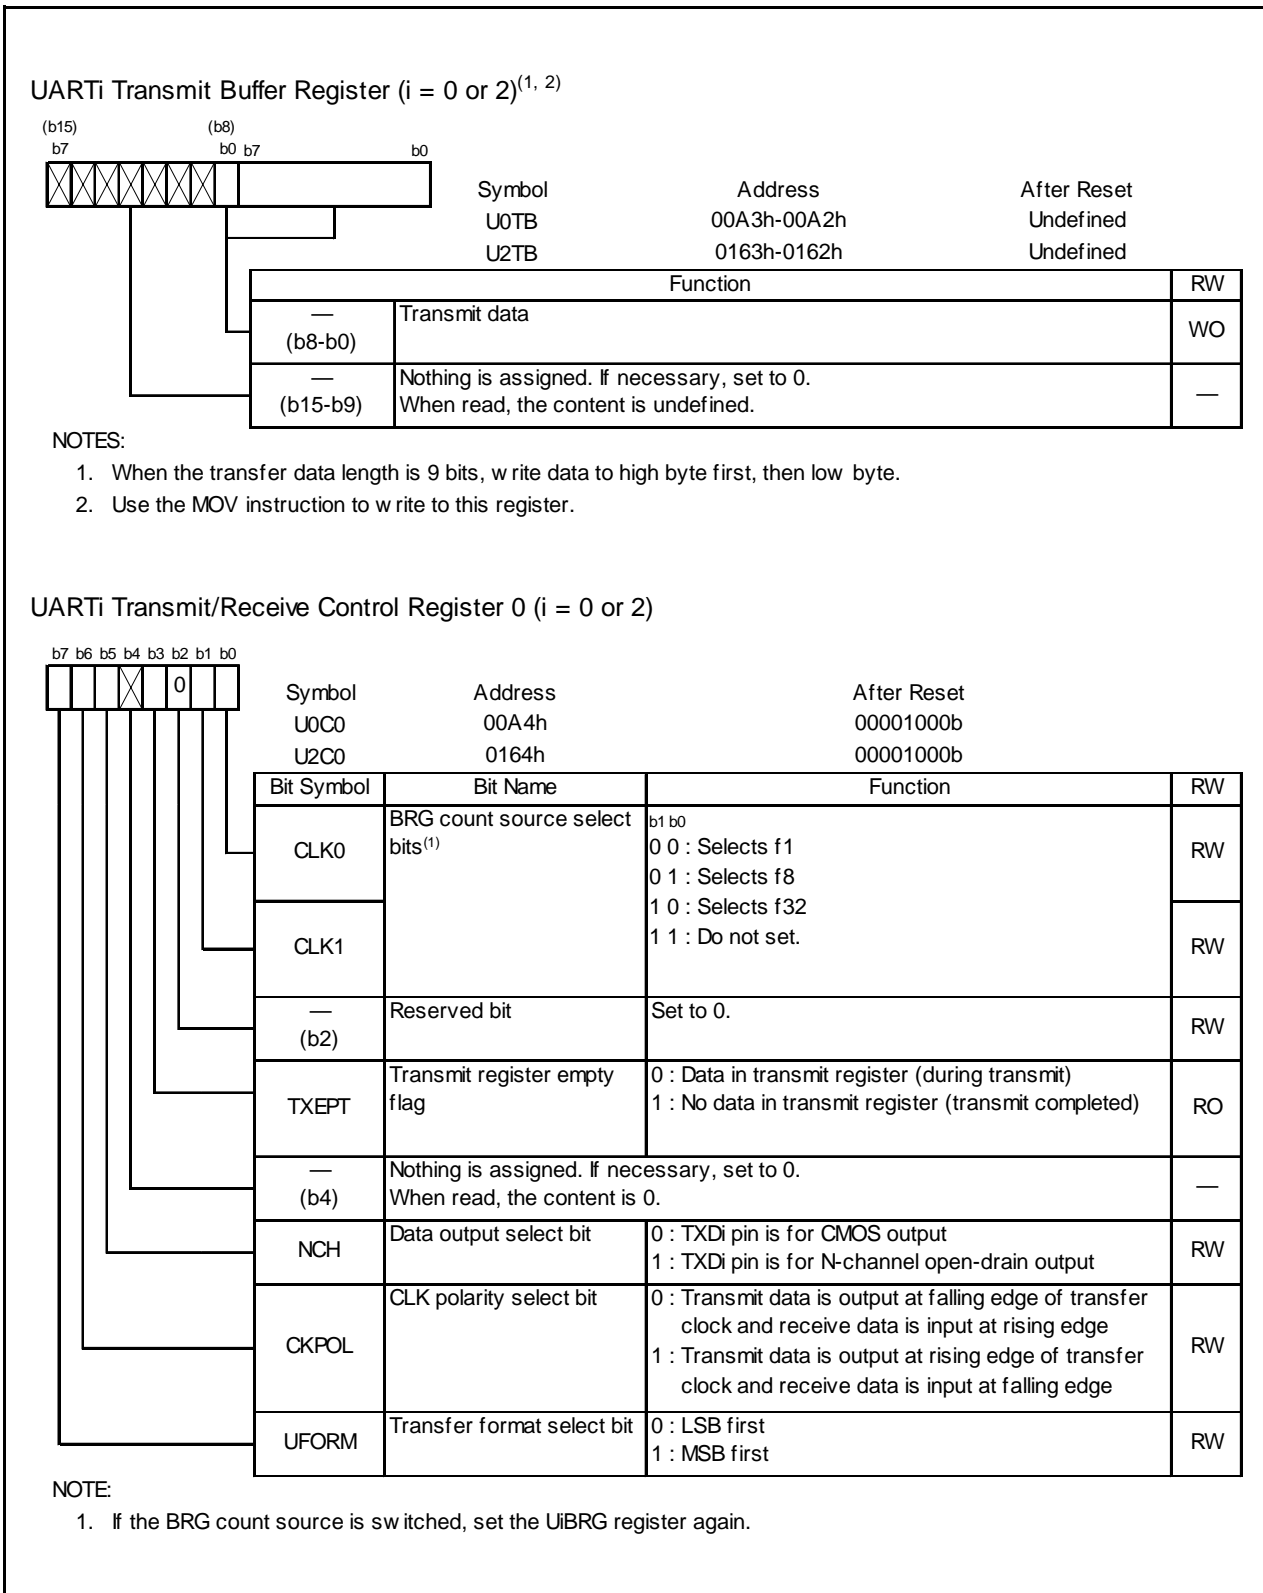 UARTi Transmit Buffer Register (i = 0 or 2)(1, 2)
(b15) (b8)
b7 b0 b7 b0
Symbol Address After Reset
U0TB 00A3h-00A2h Undefined
U2TB 0163h-0162h Undefined
Function RW
— Transmit data
(b8-b0) WO
— Nothing is assigned. If necessary, set to 0.
(b15-b9) When read, the content is undefined. —
NOTES:
1. When the transfer data length is 9 bits, write data to high byte first, then low byte.
2. Use the MOV instruction to write to this register.
UARTi Transmit/Receive Control Register 0 (i = 0 or 2)
b7 b6 b5 b4 b3 b2 b1 b0
0
Symbol Address After Reset
U0C0 00A4h 00001000b
U2C0 0164h 00001000b
Bit Symbol Bit Name Function RW
CLK0 BRG count source select b1 b0 RW
bits(1) 0 0 : Selects f1
0 1 : Selects f8
1 0 : Selects f32
CLK1 1 1 : Do not set. RW
— Reserved bit Set to 0. RW
(b2)
Transmit register empty 0 : Data in transmit register (during transmit)
TXEPT flag 1 : No data in transmit register (transmit completed) RO
— Nothing is assigned. If necessary, set to 0.
(b4) When read, the content is 0. —
NCH Data output select bit 0 : TXDi pin is for CMOS output RW
1 : TXDi pin is for N-channel open-drain output
CKPOL CLK polarity select bit 0 : Transmit data is output at falling edge of transfer RW
clock and receive data is input at rising edge
1 : Transmit data is output at rising edge of transfer
clock and receive data is input at falling edge
UFORM Transfer format select bit 0 : LSB first RW
1 : MSB first
NOTE:
1. If the BRG count source is switched, set the UiBRG register again.